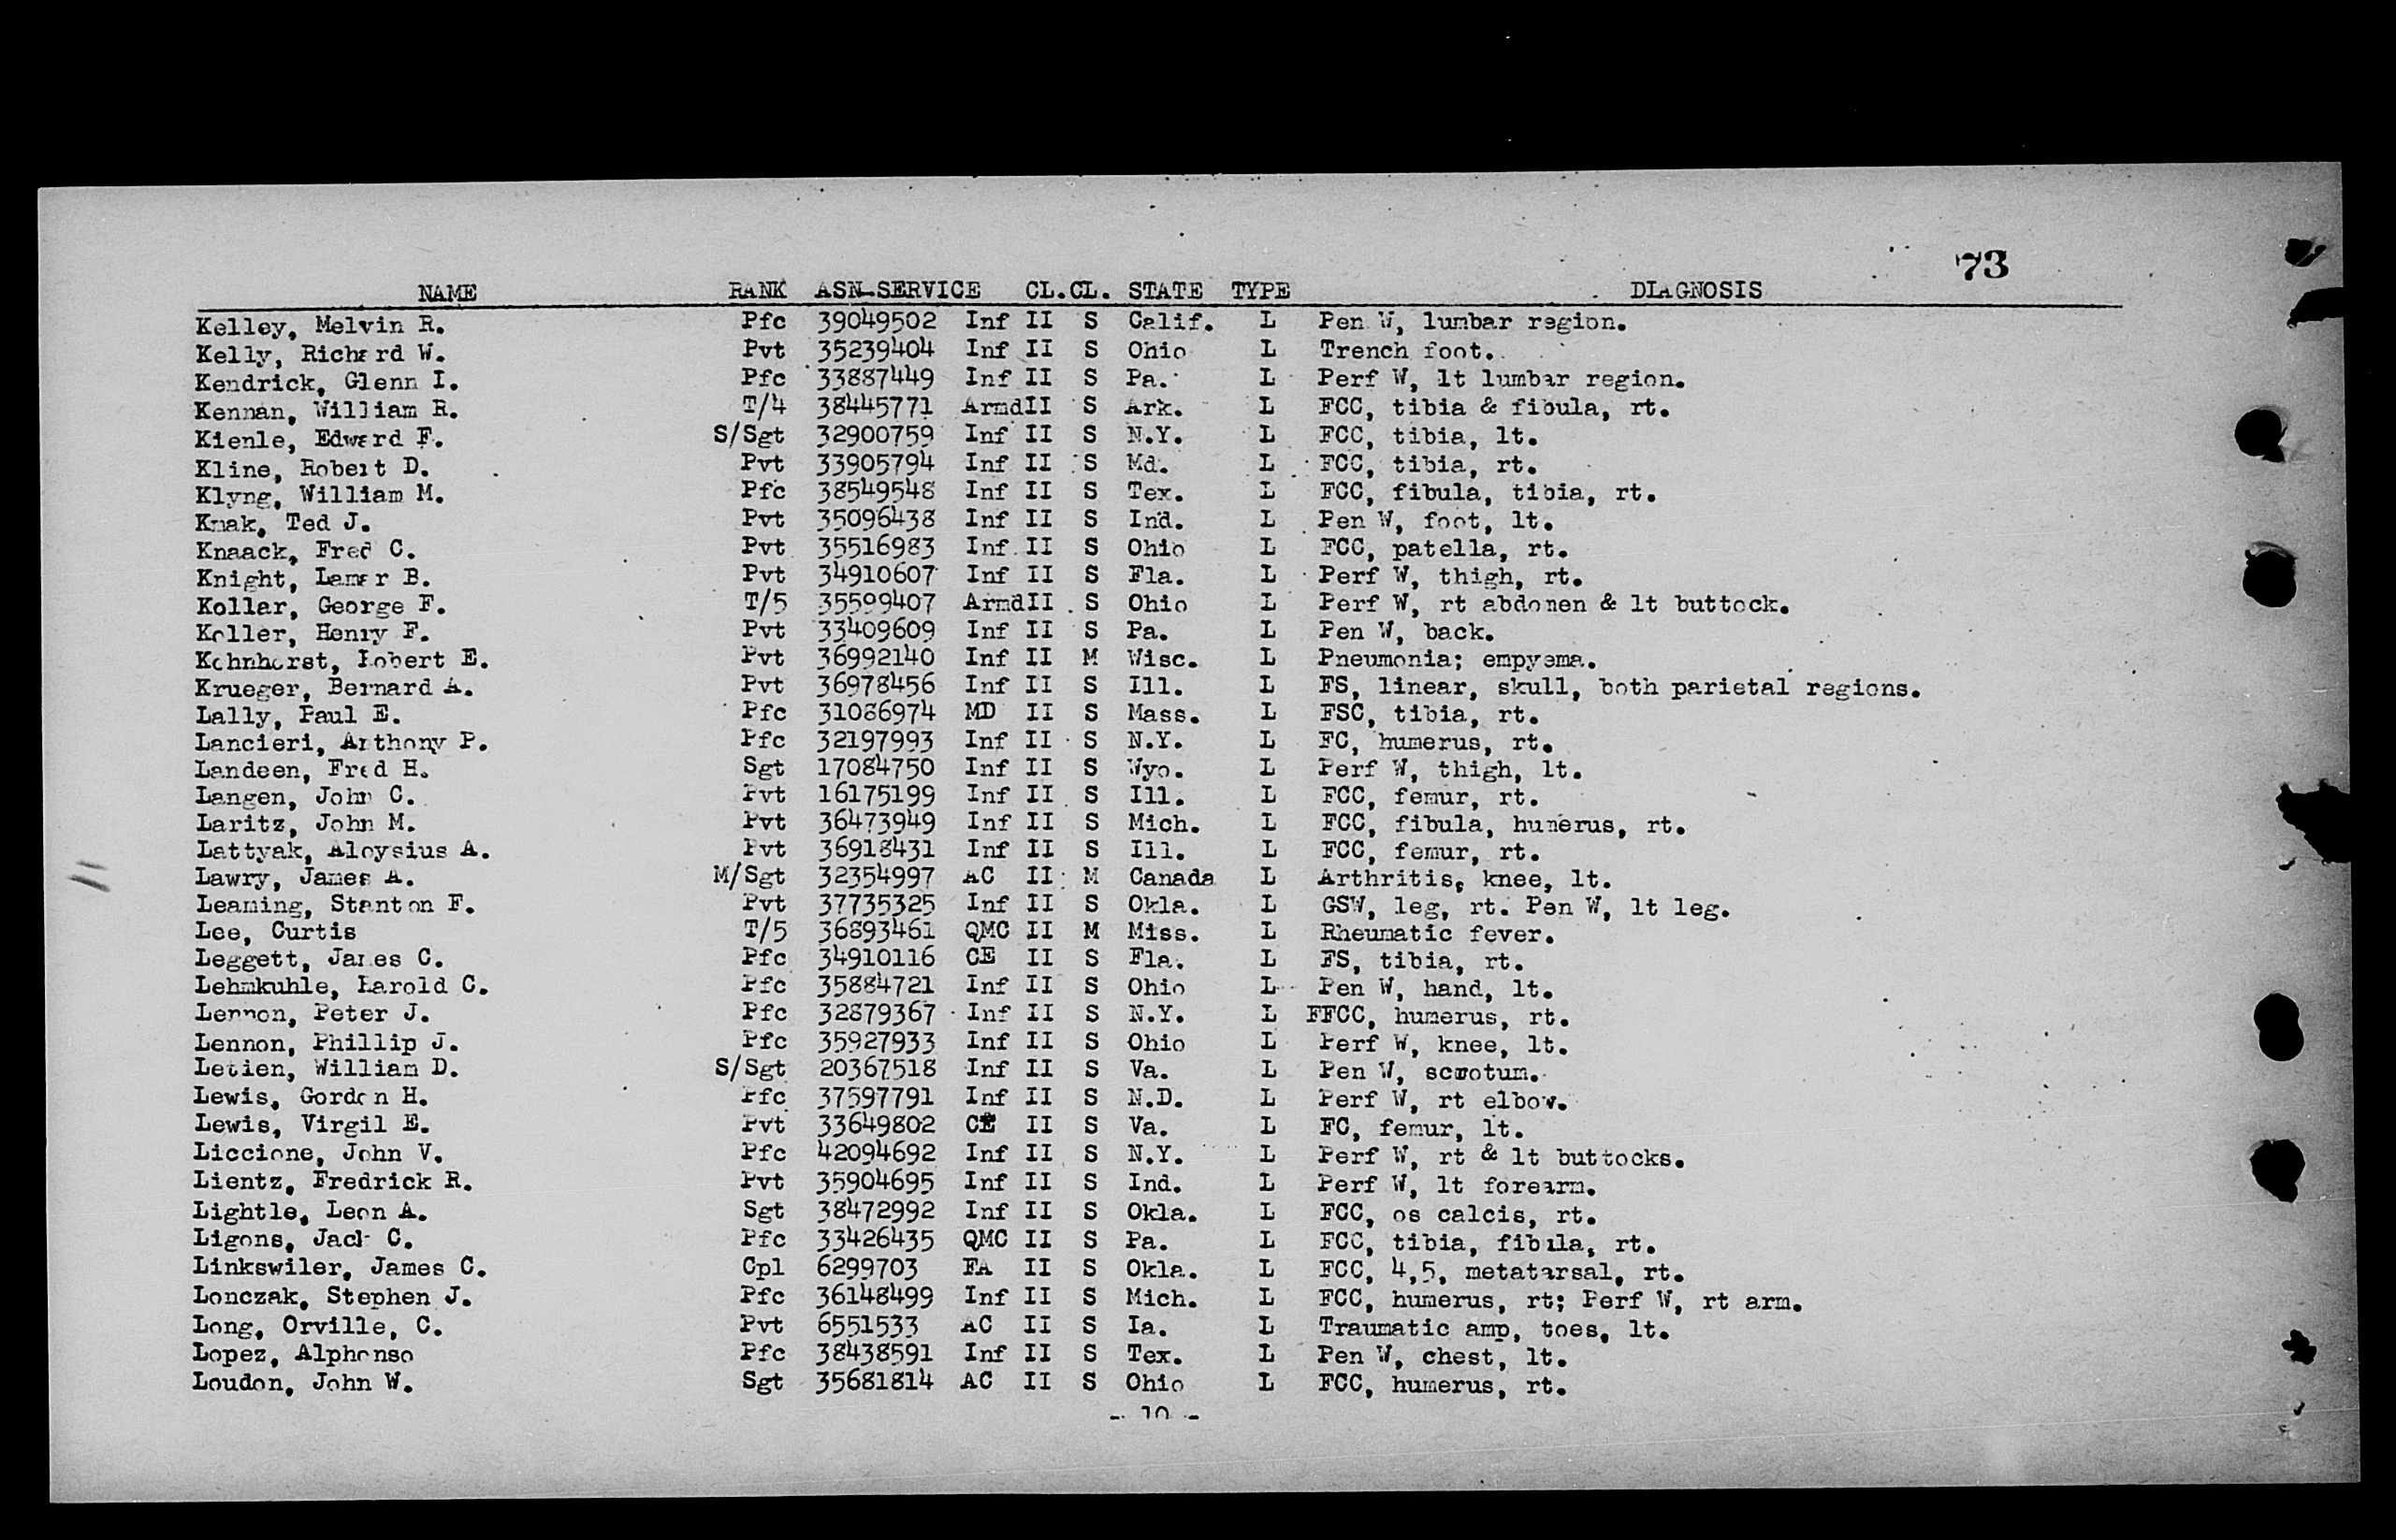 73
NAME RANK ASN-SERVICE CL.CL. STATE TYPE DIAGNOSIS
Kelley, Melvin R. Pfc 39049502 Inf II S Calif. L Pen W, lumbar region.
Kelly, Richard W. Pvt 35239404 Inf II S Ohio L Trench foot.
Kendrick, Glenn I. Pfc 33887449 Inf II S Pa. L Perf W, lt lumbar region.
Kennan, William R. T/4 38445771 ArmdII S Ark. L FCC, tibia & fibula, rt.
Kienle, Edward F. S/Sgt 32900759 Inf II S N.Y. L FCC, tibia, lt.
Kline, Robert D. Pvt 33905794 Inf II S Md. L FCC, tibia, rt.
Klyng, William M. Pfc 38549548 Inf II S Tex. L FCC, fibula, tibia, rt.
Knak, Ted J. Pvt 35096438 Inf II S Ind. L Pen W, foot, lt.
Knaack, Fred C. Pvt 35516983 Inf II S Ohio L FCC, patella, rt.
Knight, Lamar B. Pvt 34910607 Inf II S Fla. L Perf W, thigh, rt.
Kollar, George F. T/5 35599407 ArmdII S Ohio L Perf W, rt abdomen & lt buttock.
Koller, Henry F. Pvt 33409609 Inf II S Pa. L Pen W, back.
Kohnhorst, Robert E. Pvt 36992140 Inf II M Wisc. L Pneumonia; empyema.
Krueger, Bernard A. Pvt 36978456 Inf II S Ill. L FS, linear, skull, both parietal regions.
Lally, Paul E. Pfc 31086974 MD II S Mass. L FSC, tibia, rt.
Lancieri, Anthony P. Pfc 32197993 Inf II S N.Y. L FC, humerus, rt.
Landeen, Fred H. Sgt 17084750 Inf II S Wyo. L Perf W, thigh, lt.
Langen, John C. Pvt 16175199 Inf II S Ill. L FCC, femur, rt.
Laritz, John M. Pvt 36473949 Inf II S Mich. L FCC, fibula, humerus, rt.
Lattyak, Aloysius A. Pvt 36918431 Inf II S Ill. L FCC, femur, rt.
Lawry, James A. M/Sgt 32354997 AC II M Canada L Arthritis, knee, lt.
Leaming, Stanton F. Pvt 37735325 Inf II S Okla. L GSW, leg, rt. Pen W, lt leg.
Lee, Curtis T/5 36893461 QMC II M Miss. L Rheumatic fever.
Leggett, James C. Pfc 34910116 CE II S Fla. L FS, tibia, rt.
Lehmkuhle, Harold C. Pfc 35884721 Inf II S Ohio L Pen W, hand, lt.
Lennon, Peter J. Pfc 32879367 Inf II S N.Y. L FFCC, humerus, rt.
Lennon, Phillip J. Pfc 35927933 Inf II S Ohio L Perf W, knee, lt.
William D. S/Sgt 20367518 Inf II S Va. L Pen W, scrotum.
Lewis, Gordon H. Pfc 37597791 Inf II S N.D. L Perf W, rt elbow.
Lewis, Virgil E. Pvt 33649802 CE II S Va. L FC, femur, lt.
Liccione, John V. Pfc 42094692 Inf II S N.Y. L Perf W, rt & lt buttocks.
Lientz, Fredrick R. Pvt 35904695 Inf II S Ind. L Perf W, lt forearm.
Lightle, Leon A. Sgt 38472992 Inf II S Okla. L FCC, os calcis, rt.
Ligons, Jack C. Pfc 33426435 QMC II S Pa. L FCC, tibia, fibula, rt.
Linkswiler, James C. Cpl 6299703 FA II S Okla. L FCC, 4,5, metatarsal, rt.
Lonczak, Stephen J. Pfc 36148499 Inf II S Mich. L FCC, humerus, rt; Perf W, rt arm.
Long, Orville, C. Pvt 6551533 AC II S Ia. L Traumatic amp, toes, lt.
Lopez, Alphonso Pfc 38438591 Inf II S Tex. L Pen W, chest, lt.
Loudon, John W. Sgt 35681814 AC II S Ohio L FCC, humerus, rt.